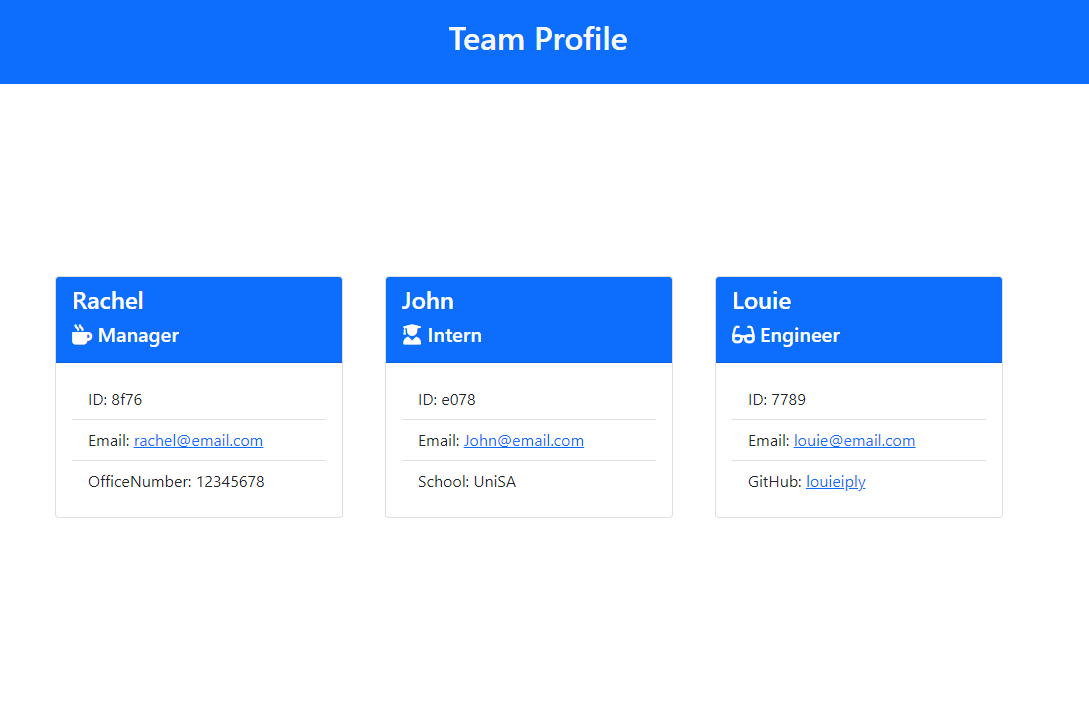 Team Profile
Rachel
Manager
ID: 8f76
Email: rachel@email.com
OfficeNumber: 12345678
John
Intern
ID: e078
Email: John@email.com
School: UniSA
Louie
Engineer
ID: 7789
Email: louie@email.com
GitHub: louieiply